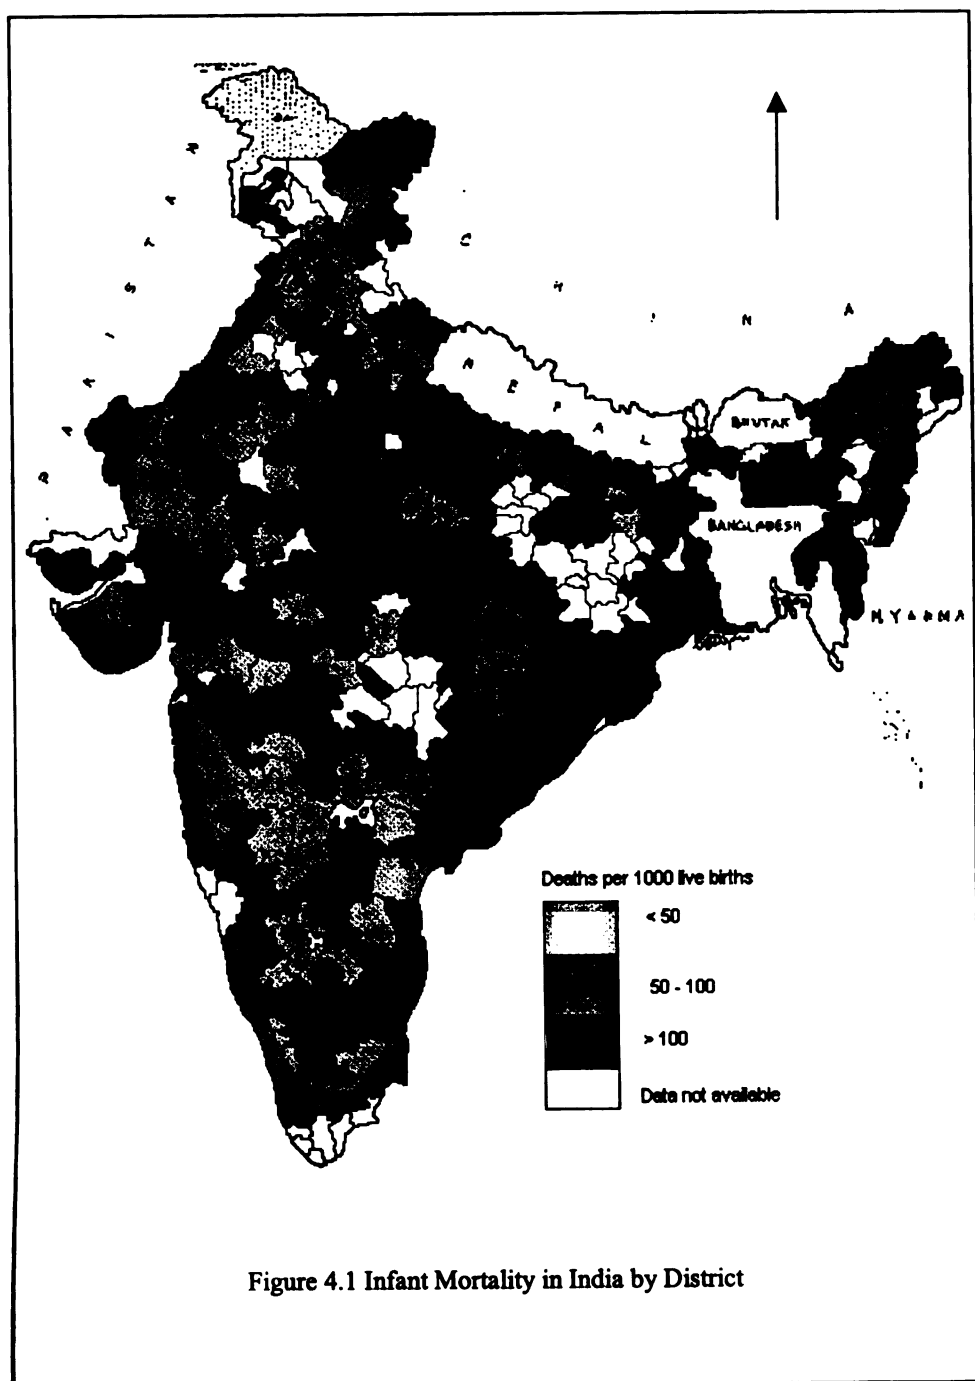 P A K I S T A N
C H I N A
N E P A L
BHUTAN
BANGLADESH
MYANMA
Deaths per 1000 live births
< 50
50 - 100
> 100
Data not available
Figure 4.1 Infant Mortality in India by District